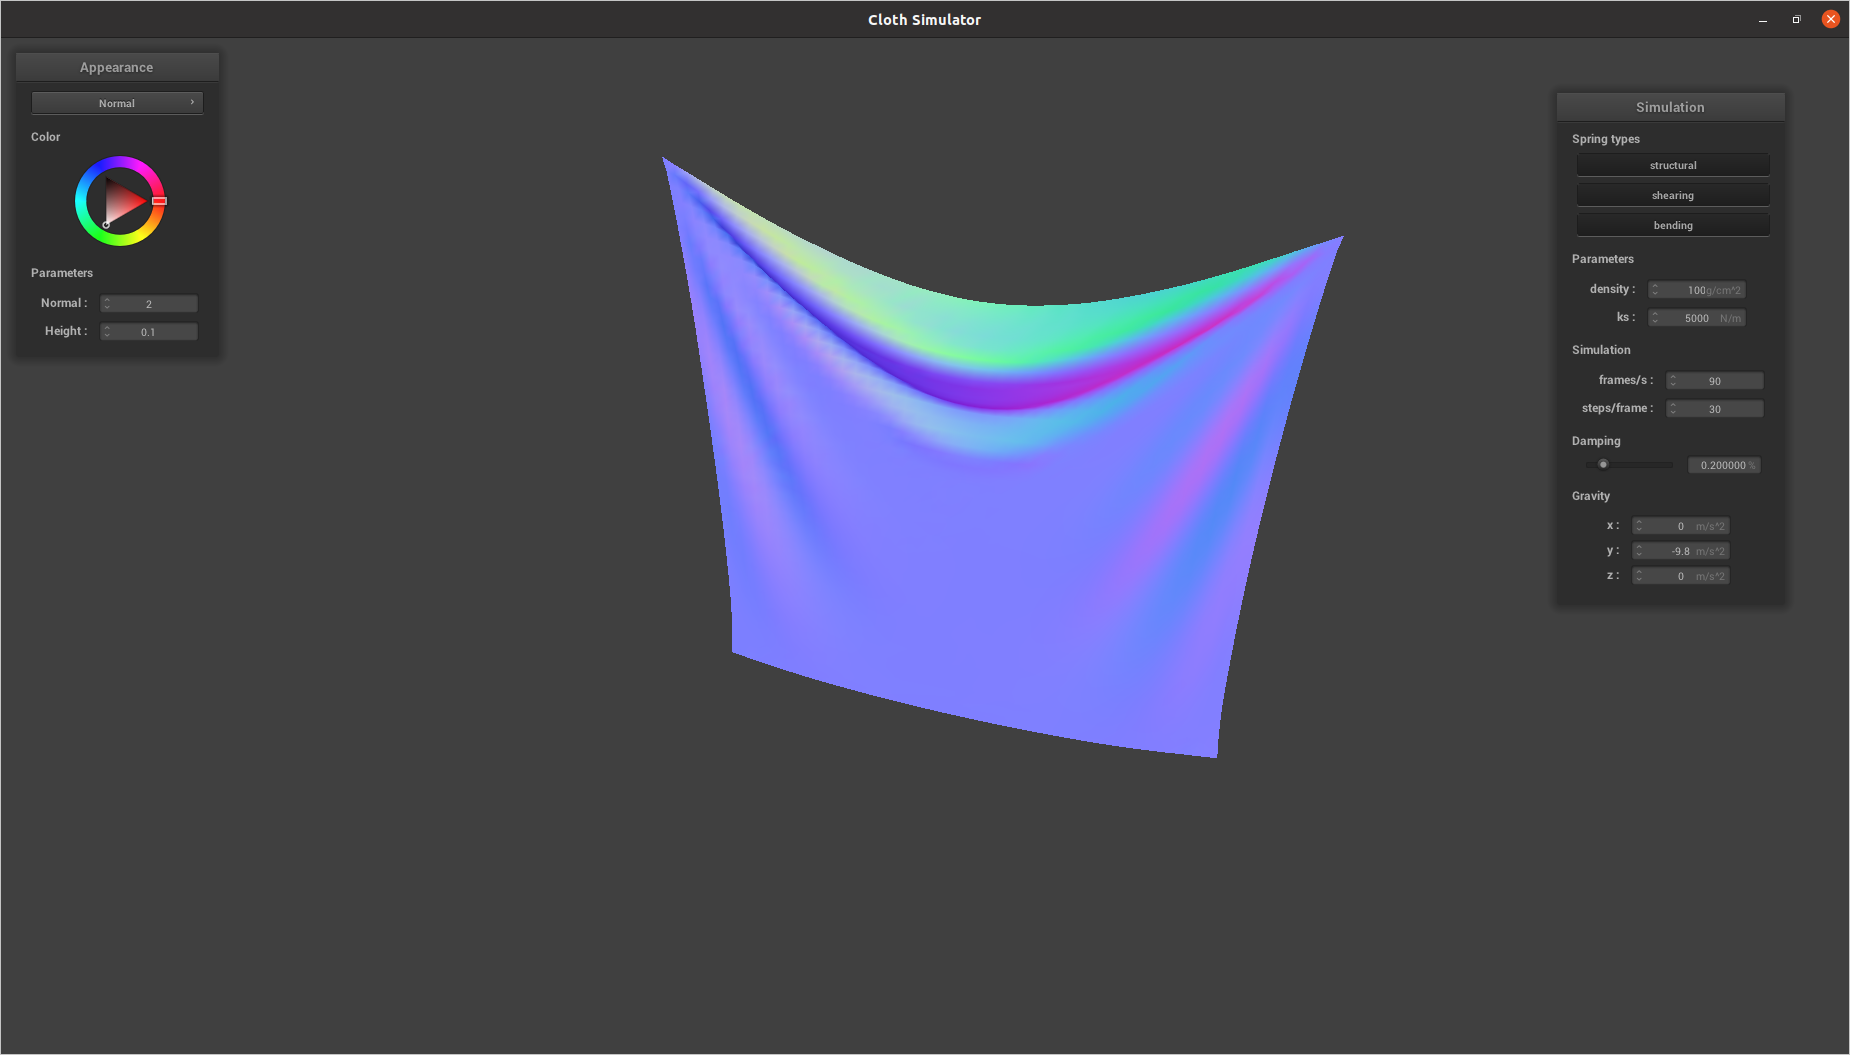 Cloth Simulator
Appearance
Normal
Color
Parameters
Normal : 2
Height : 0.1
Simulation
Spring types
structural
shearing
bending
Parameters
density : 100g/cm^2
ks : 5000 N/m
Simulation
frames/s : 90
steps/frame : 30
Damping
0.200000 %
Gravity
x : 0 m/s^2
y : -9.8 m/s^2
z : 0 m/s^2